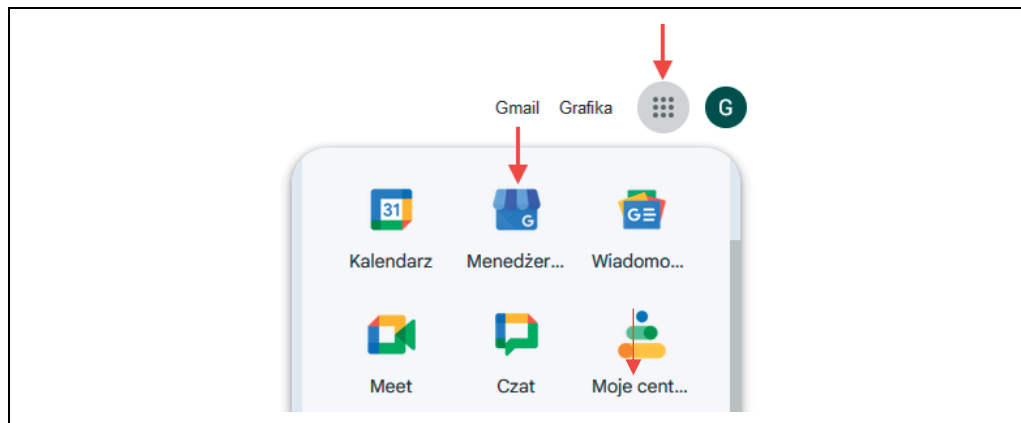 Gmail Grafika G
31 G G
Kalendarz Menedżer... Wiadomo...
Meet Czat Moje cent...